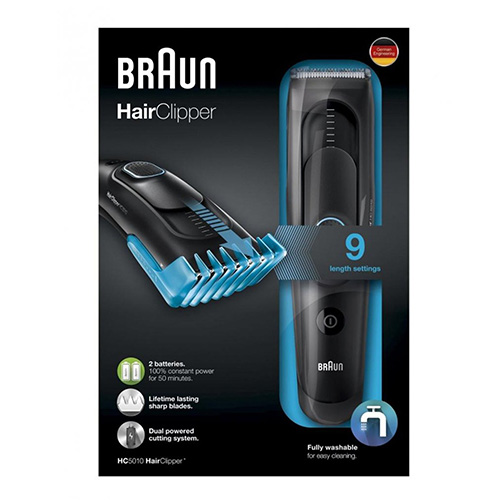 BRAUN
HairClipper
German
Engineering
9
length settings
2 batteries.
100% constant power
for 50 minutes.
Lifetime lasting
sharp blades.
Dual powered
cutting system.
HC5010 HairClipper
BRAUN
Fully washable
for easy cleaning.